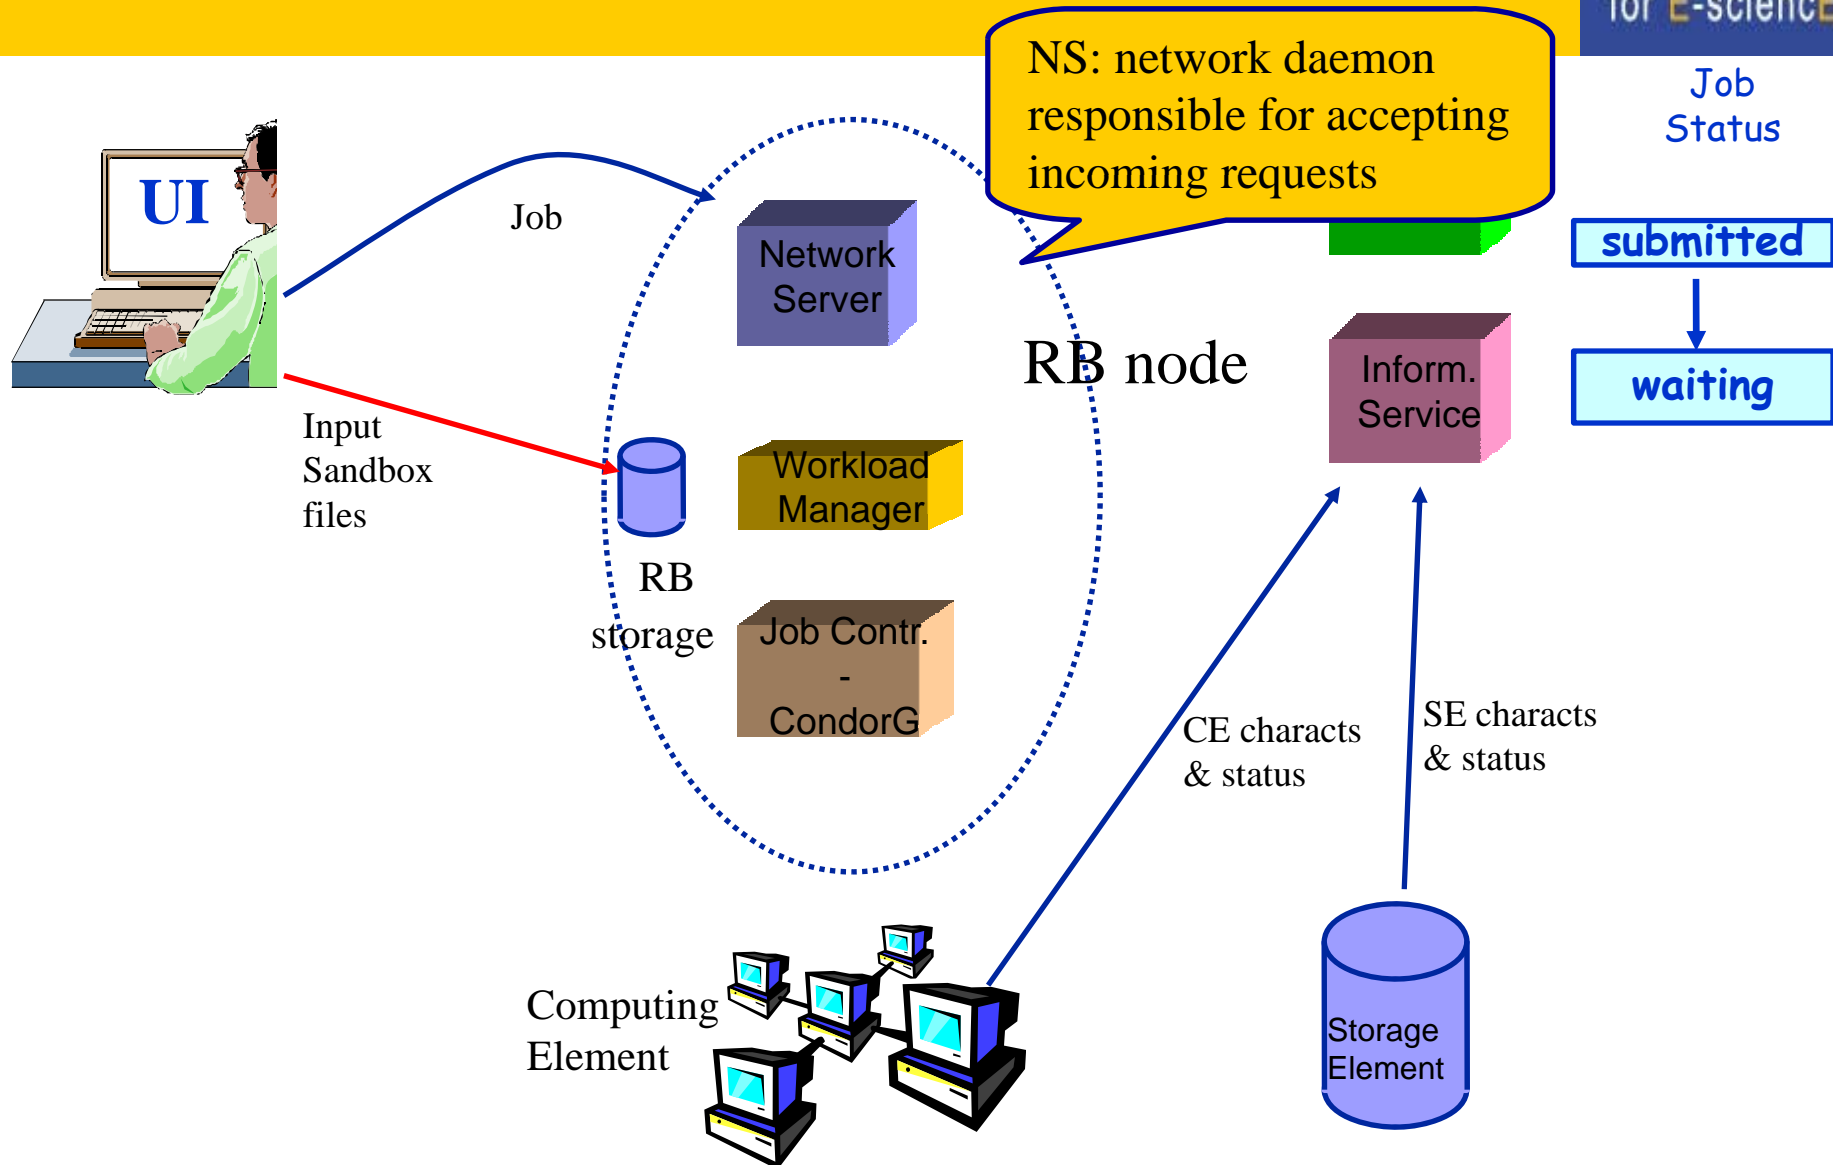 for E-sciencE
NS: network daemon
responsible for accepting
incoming requests
Job
Status
UI
Job
Network
Server
submitted
RB node
Inform.
Service
waiting
Input
Sandbox
files
Workload
Manager
RB
storage
Job Contr.
-
CondorG
CE characts
& status
SE characts
& status
Computing
Element
Storage
Element